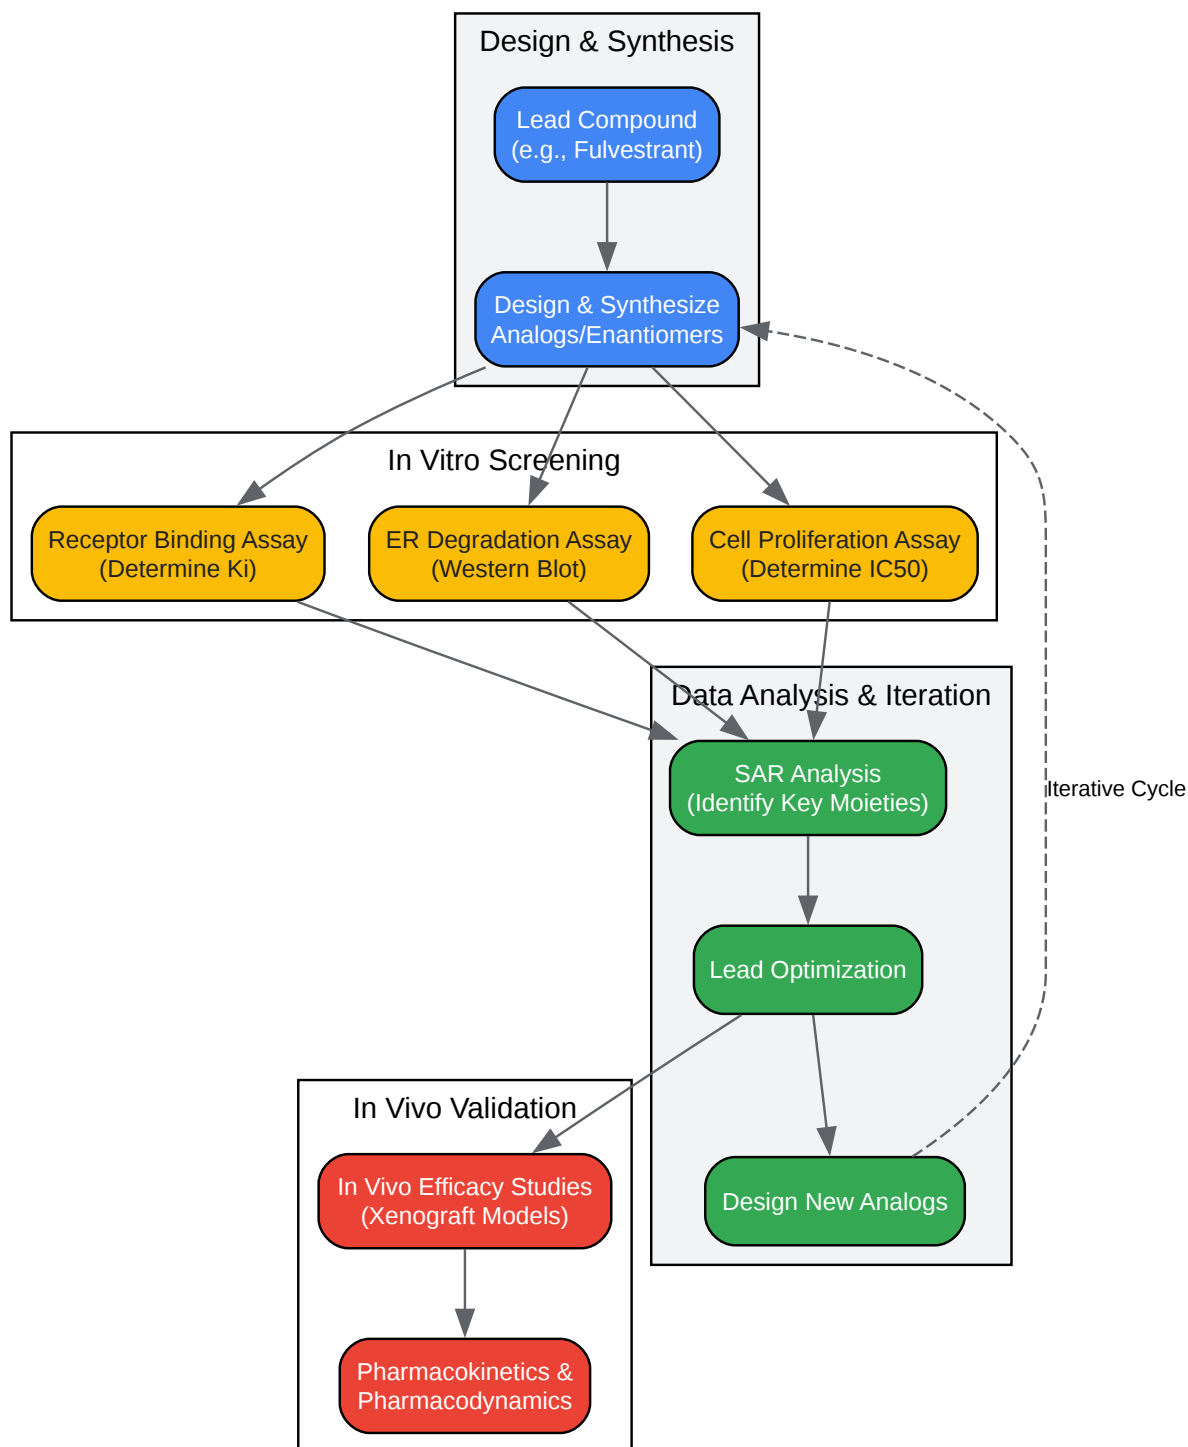 Design & Synthesis
Lead Compound
(e.g., Fulvestrant)
Design & Synthesize
Analogs/Enantiomers
In Vitro Screening
Receptor Binding Assay
(Determine Ki)
ER Degradation Assay
(Western Blot)
Cell Proliferation Assay
(Determine IC50)
Data Analysis & Iteration
SAR Analysis
(Identify Key Moieties)
Iterative Cycle
Lead Optimization
In Vivo Validation
In Vivo Efficacy Studies
(Xenograft Models)
Design New Analogs
Pharmacokinetics &
Pharmacodynamics